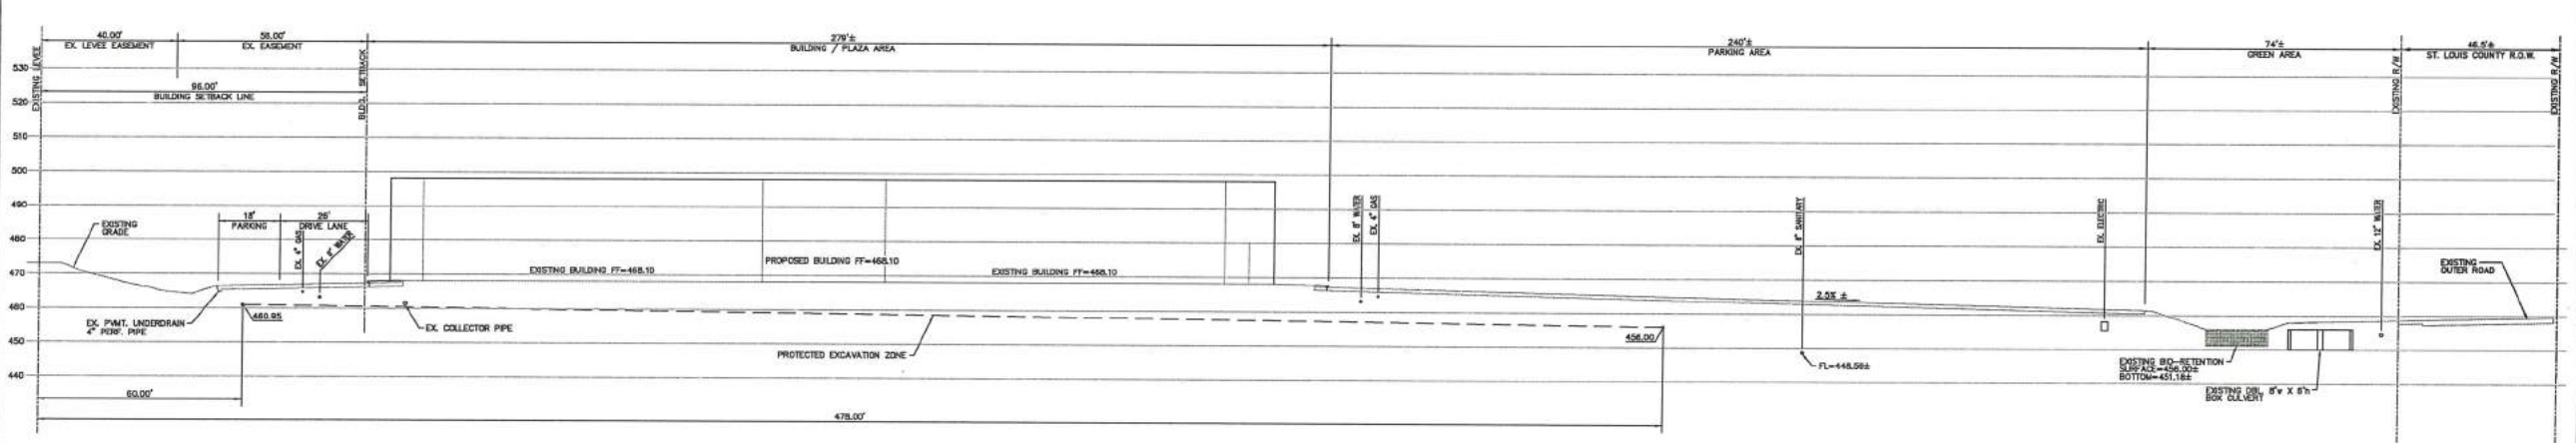 40.00'
EX. LEVEE EASEMENT
EX. EASEMENT
279'±
BUILDING / PLAZA AREA
240'±
PARKING AREA
74'±
GREEN AREA
46.5'±
ST. LOUIS COUNTY R.O.W.
EXISTING LEVEE
96.00'
BUILDING SETBACK LINE
BLDG. SETBACK
EXISTING R/W
EXISTING R/W
530
520
510
500
490
480
470
460
450
440
EXISTING
GRADE
18'
PARKING
26'
DRIVE LANE
EX. 4" GAS
EX. 8" WATER
EXISTING BUILDING FF=468.10
PROPOSED BUILDING FF=468.10
EXISTING BUILDING FF=468.10
EX. 8" WATER
EX. 4" GAS
EX. 8" SANITARY
EX. ELECTRIC
EX. 12" WATER
EXISTING
OUTER ROAD
2.5% ±
EX. PVMT. UNDERDRAIN
4" PERF. PIPE
460.95
EX. COLLECTOR PIPE
PROTECTED EXCAVATION ZONE
456.00
FL=448.50±
EXISTING BIO-RETENTION
SURFACE=456.00±
BOTTOM=451.18±
EXISTING DBL. 8'w X 6'h
BOX CULVERT
60.00'
478.00'